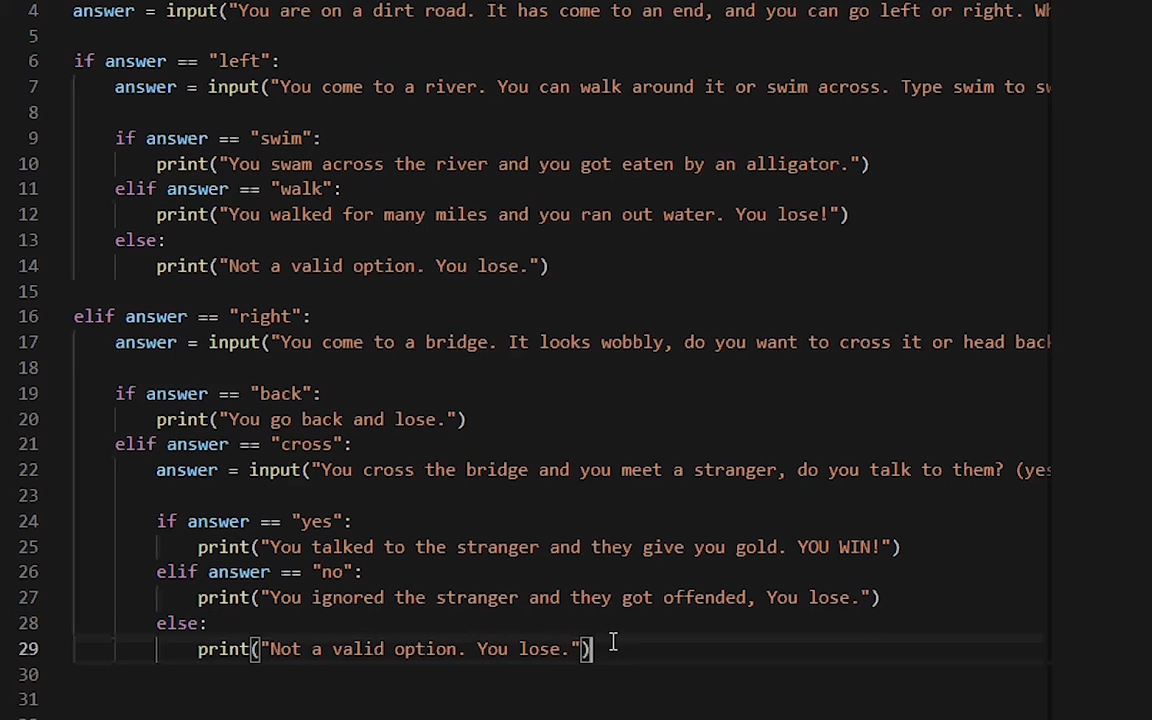 4 answer = input("You are on a dirt road. It has come to an end, and you can go left or right.
5
6 if answer == "left":
7 answer = input("You come to a river. You can walk around it or swim across. Type swim to
8
9 if answer == "swim":
10 print("You swam across the river and you got eaten by an alligator.")
11 elif answer == "walk":
12 print("You walked for many miles and you ran out water. You lose!")
13 else:
14 print("Not a valid option. You lose.")
15
16 elif answer == "right":
17 answer = input("You come to a bridge. It looks wobbly, do you want to cross it or head back
18
19 if answer == "back":
20 print("You go back and lose.")
21 elif answer == "cross":
22 answer = input("You cross the bridge and you meet a stranger, do you talk to them? (yes
23
24 if answer == "yes":
25 print("You talked to the stranger and they give you gold. YOU WIN!")
26 elif answer == "no":
27 print("You ignored the stranger and they got offended, You lose.")
28 else:
29 print("Not a valid option. You lose.")
30
31